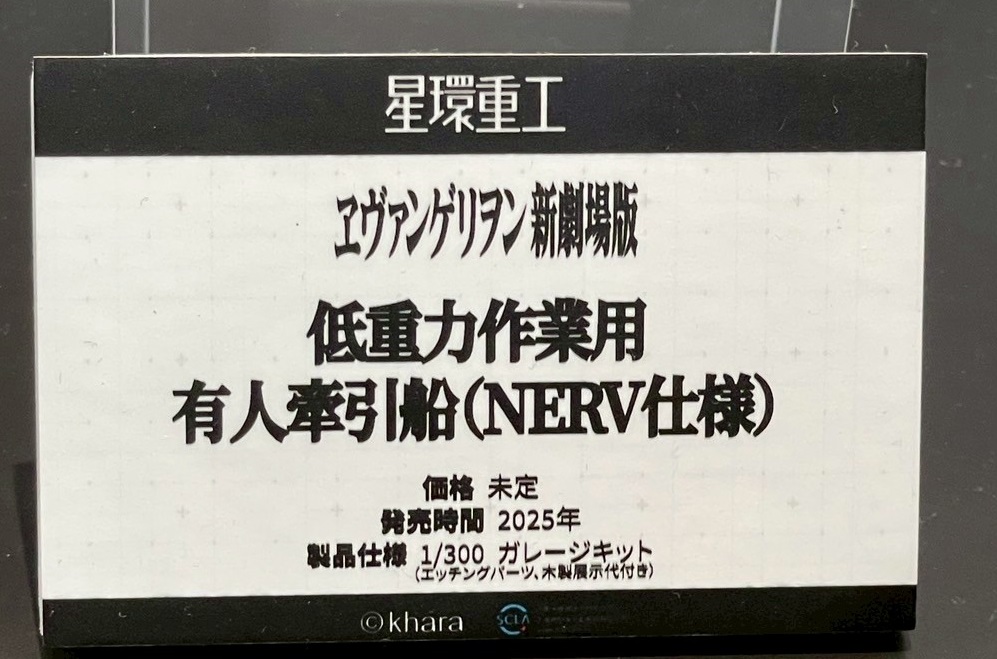 星環重工
ヱヴァンゲリヲン 新劇場版
低重力作業用
有人牽引船(NERV仕様)
価格 未定
発売時間 2025年
製品仕様 1/300 ガレージキット
(エッチングパーツ、木製展示代付き)
©khara SCLA